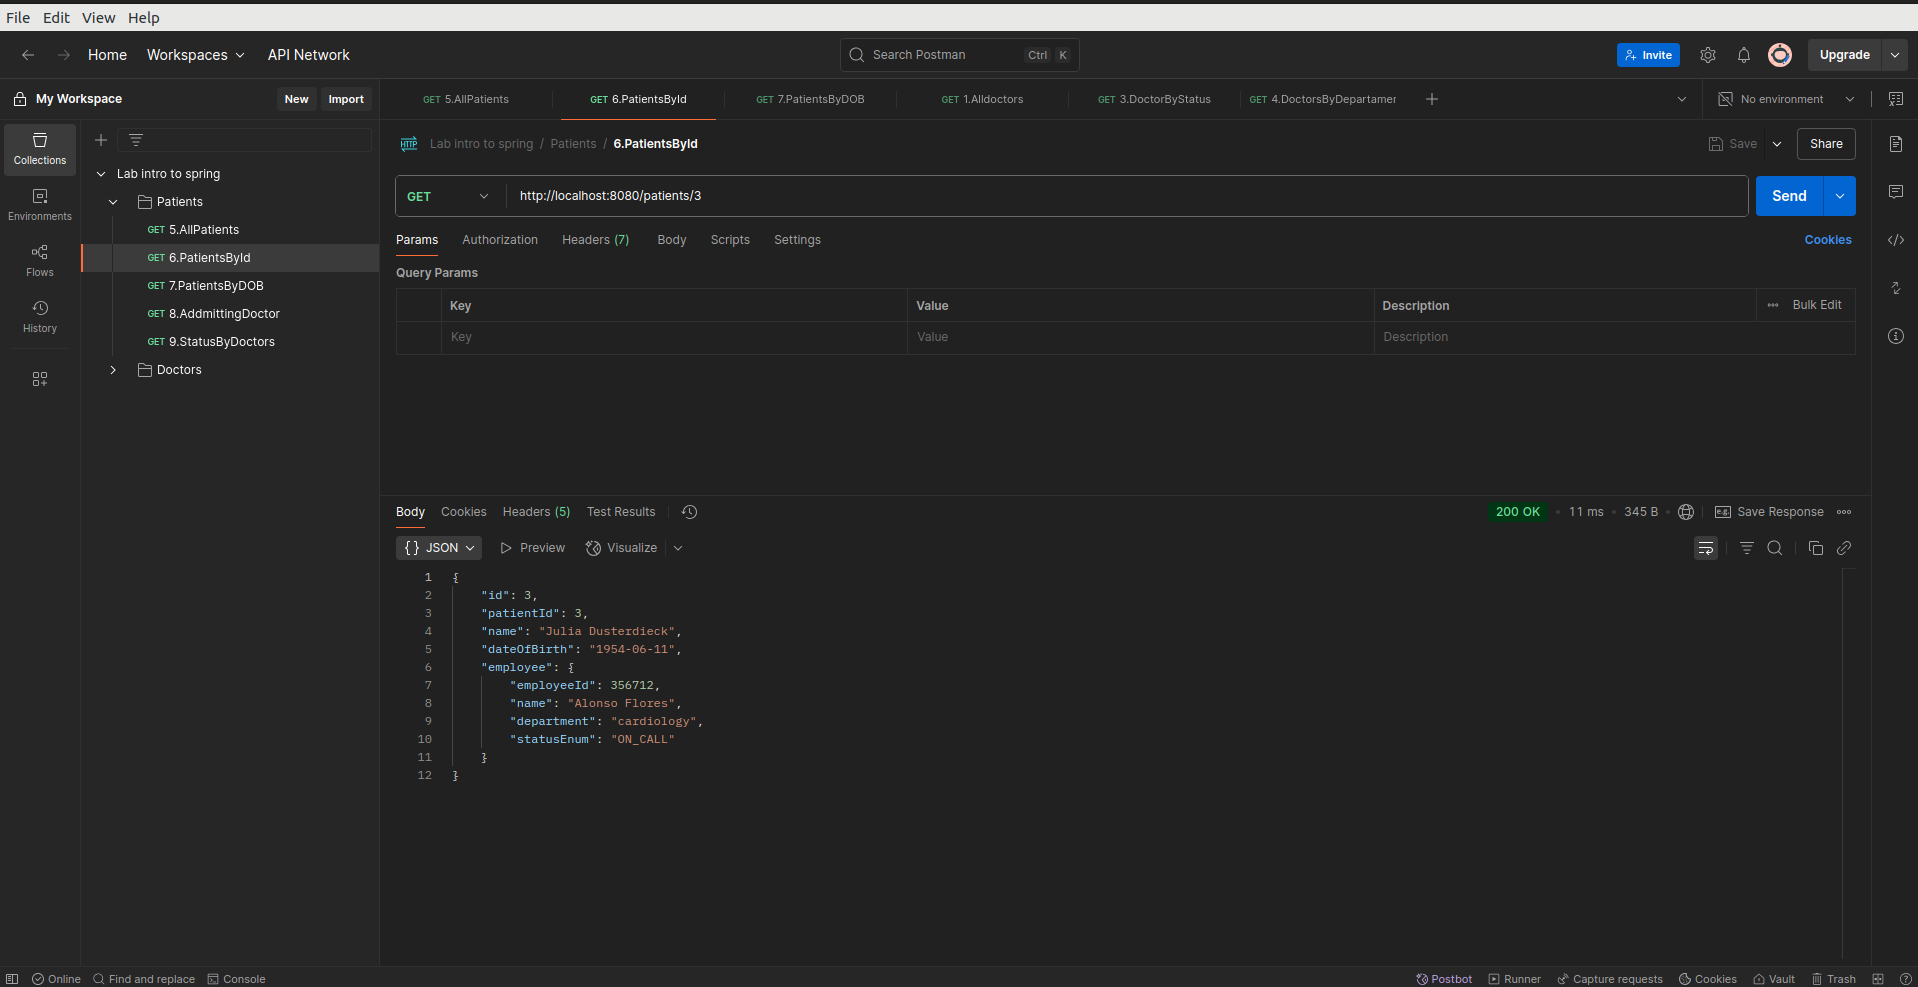 File Edit View Help
Home Workspaces API Network Search Postman Ctrl K Invite Upgrade
My Workspace New Import GET 5.AllPatients GET 6.PatientsById GET 7.PatientsByDOB GET 1.Alldoctors GET 3.DoctorByStatus GET 4.DoctorsByDepartamer No environment
Collections
Environments
Flows
History
Lab intro to spring
Patients
GET 5.AllPatients
GET 6.PatientsById
GET 7.PatientsByDOB
GET 8.AddmittingDoctor
GET 9.StatusByDoctors
Doctors
HTTP Lab intro to spring / Patients / 6.PatientsById Save Share
GET http://localhost:8080/patients/3 Send
Params Authorization Headers (7) Body Scripts Settings Cookies
Query Params
Key Value Description Bulk Edit
Key Value Description
Body Cookies Headers (5) Test Results 200 OK 11 ms 345 B e.g. Save Response
{} JSON Preview Visualize
1 {
2 "id": 3,
3 "patientId": 3,
4 "name": "Julia Dusterdieck",
5 "dateOfBirth": "1954-06-11",
6 "employee": {
7 "employeeId": 356712,
8 "name": "Alonso Flores",
9 "department": "cardiology",
10 "statusEnum": "ON_CALL"
11 }
12 }
Online Find and replace Console Postbot Runner Capture requests Cookies Vault Trash